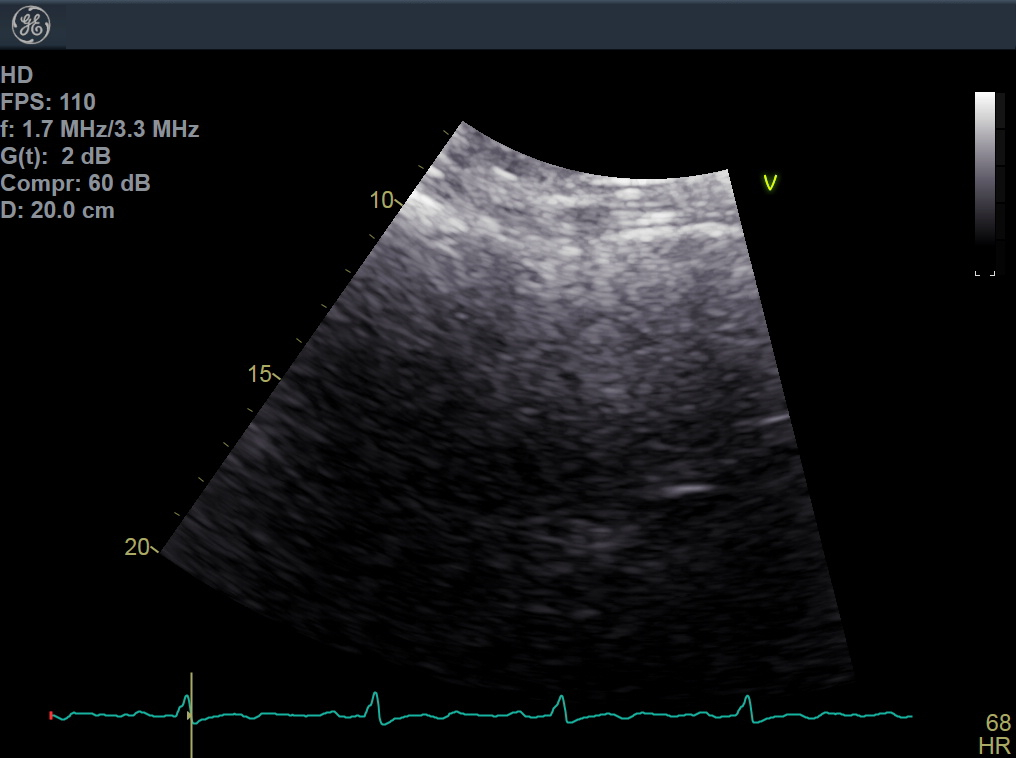 GE
HD
FPS: 110
f: 1.7 MHz/3.3 MHz
G(t): 2 dB
Compr: 60 dB
D: 20.0 cm
V
10
15
20
68
HR